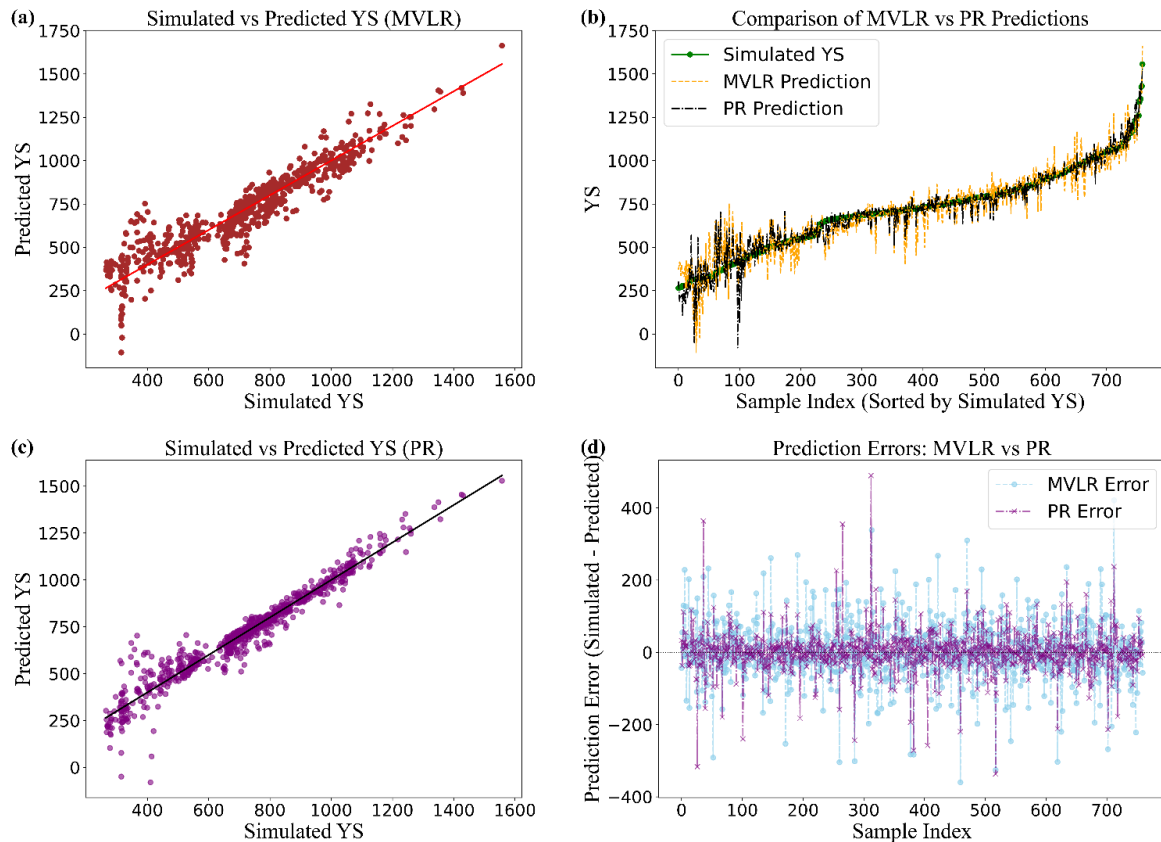 (a)
Simulated vs Predicted YS (MVLR)
1750
1500
1250
1000
750
500
250
0
Predicted YS
400
600
800
1000
1200
1400
1600
Simulated YS
(b)
Comparison of MVLR vs PR Predictions
1750
1500
1250
1000
750
500
250
0
YS
Simulated YS
MVLR Prediction
PR Prediction
0
100
200
300
400
500
600
700
Sample Index (Sorted by Simulated YS)
(c)
Simulated vs Predicted YS (PR)
1500
1250
1000
750
500
250
0
Predicted YS
400
600
800
1000
1200
1400
1600
Simulated YS
(d)
Prediction Errors: MVLR vs PR
400
200
0
−200
−400
Prediction Error (Simulated - Predicted)
MVLR Error
PR Error
0
100
200
300
400
500
600
700
Sample Index